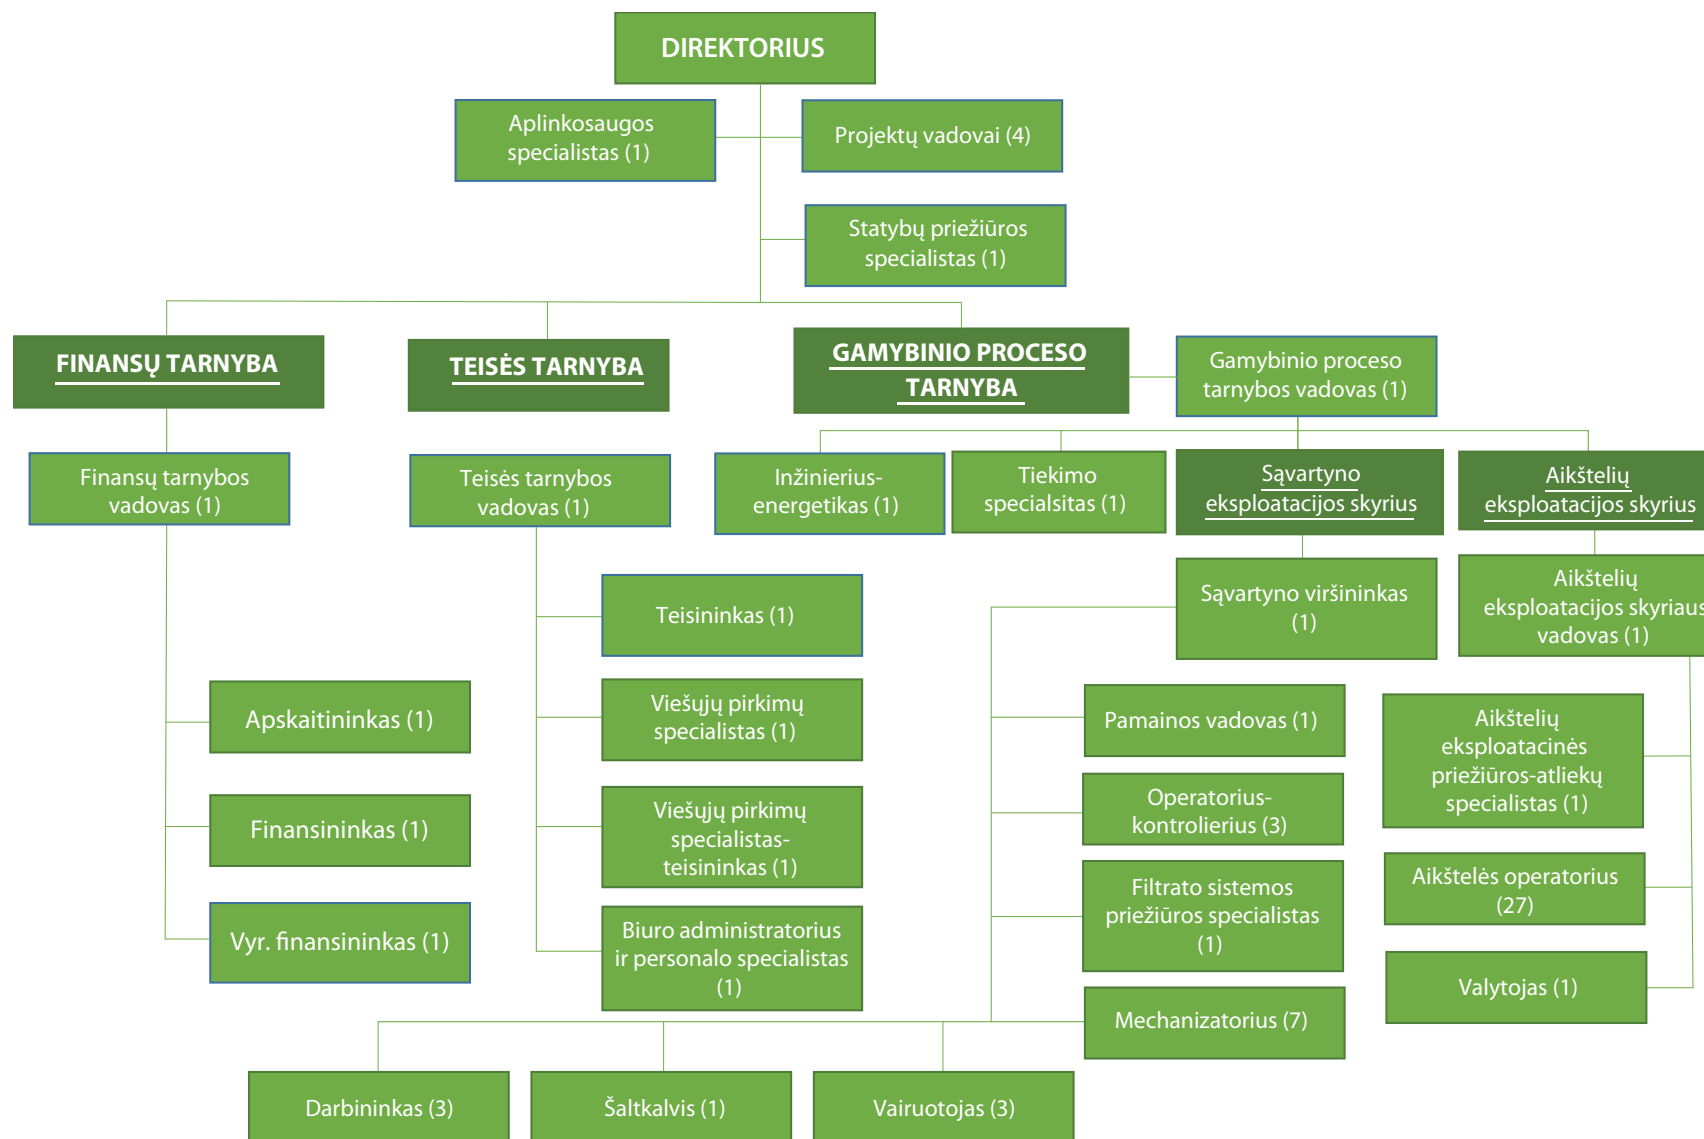 DIREKTORIUS
Aplinkosaugos
specialistas (1)
Projektų vadovai (4)
Statybų priežiūros
specialistas (1)
FINANSŲ TARNYBA
TEISĖS TARNYBA
GAMYBINIO PROCESO
TARNYBA
Gamybinio proceso
tarnybos vadovas (1)
Finansų tarnybos
vadovas (1)
Teisės tarnybos
vadovas (1)
Inžinierius-
energetikas (1)
Tiekimo
specialsitas (1)
Sąvartyno
eksploatacijos skyrius
Aikštelių
eksploatacijos skyrius
Teisininkas (1)
Sąvartyno viršininkas
(1)
Aikštelių
eksploatacijos skyriaus
vadovas (1)
Apskaitininkas (1)
Viešųjų pirkimų
specialistas (1)
Pamainos vadovas (1)
Aikštelių
eksploatacinės
priežiūros-atliekų
specialistas (1)
Finansininkas (1)
Viešųjų pirkimų
specialistas-
teisininkas (1)
Operatorius-
kontrolierius (3)
Filtrato sistemos
priežiūros specialistas
(1)
Aikštelės operatorius
(27)
Vyr. finansininkas (1)
Biuro administratorius
ir personalo specialistas
(1)
Valytojas (1)
Mechanizatorius (7)
Darbininkas (3)
Šaltkalvis (1)
Vairuotojas (3)